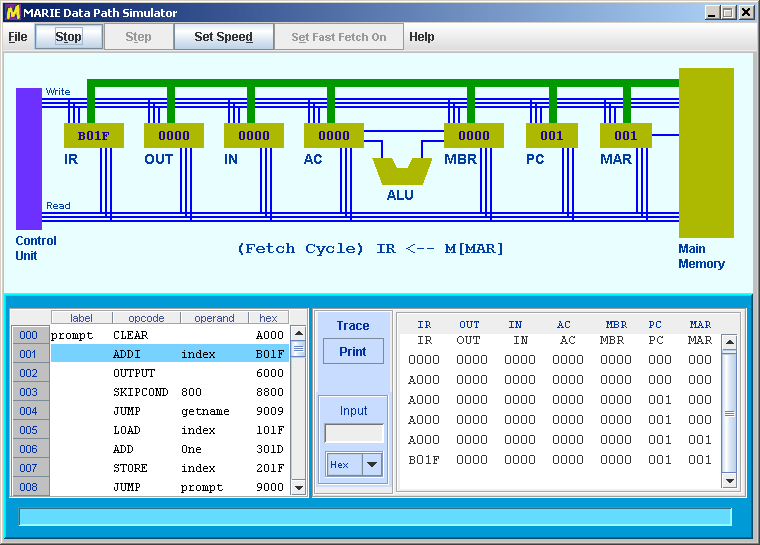 MARIE Data Path Simulator
File Stop Step Set Speed Set Fast Fetch On Help
Write
B01F 0000 0000 0000 0000 001 001
IR OUT IN AC MBR PC MAR
ALU
Read
Control Unit
(Fetch Cycle) IR <-- M[MAR]
Main Memory
label opcode operand hex
000 prompt CLEAR A000
001 ADDI index B01F
002 OUTPUT 6000
003 SKIPCOND 800 8800
004 JUMP getname 9009
005 LOAD index 101F
006 ADD One 301D
007 STORE index 201F
008 JUMP prompt 9000
Trace
Print
Input
Hex
IR OUT IN AC MBR PC MAR
IR OUT IN AC MBR PC MAR
0000 0000 0000 0000 0000 000 000
A000 0000 0000 0000 0000 000 000
A000 0000 0000 0000 0000 001 000
A000 0000 0000 0000 0000 001 000
A000 0000 0000 0000 0000 001 001
B01F 0000 0000 0000 0000 001 001